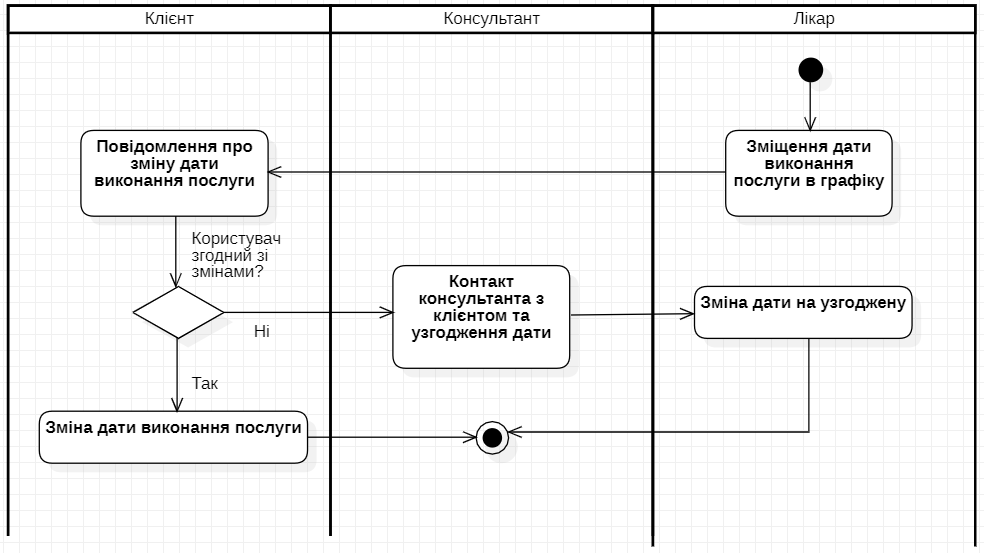 Клієнт
Консультант
Лікар
Повідомлення про
зміну дати
виконання послуги
Зміщення дати
виконання
послуги в графіку
Користувач
згодний зі
змінами?
Контакт
консультанта з
клієнтом та
узгодження дати
Зміна дати на узгоджену
Ні
Так
Зміна дати виконання послуги